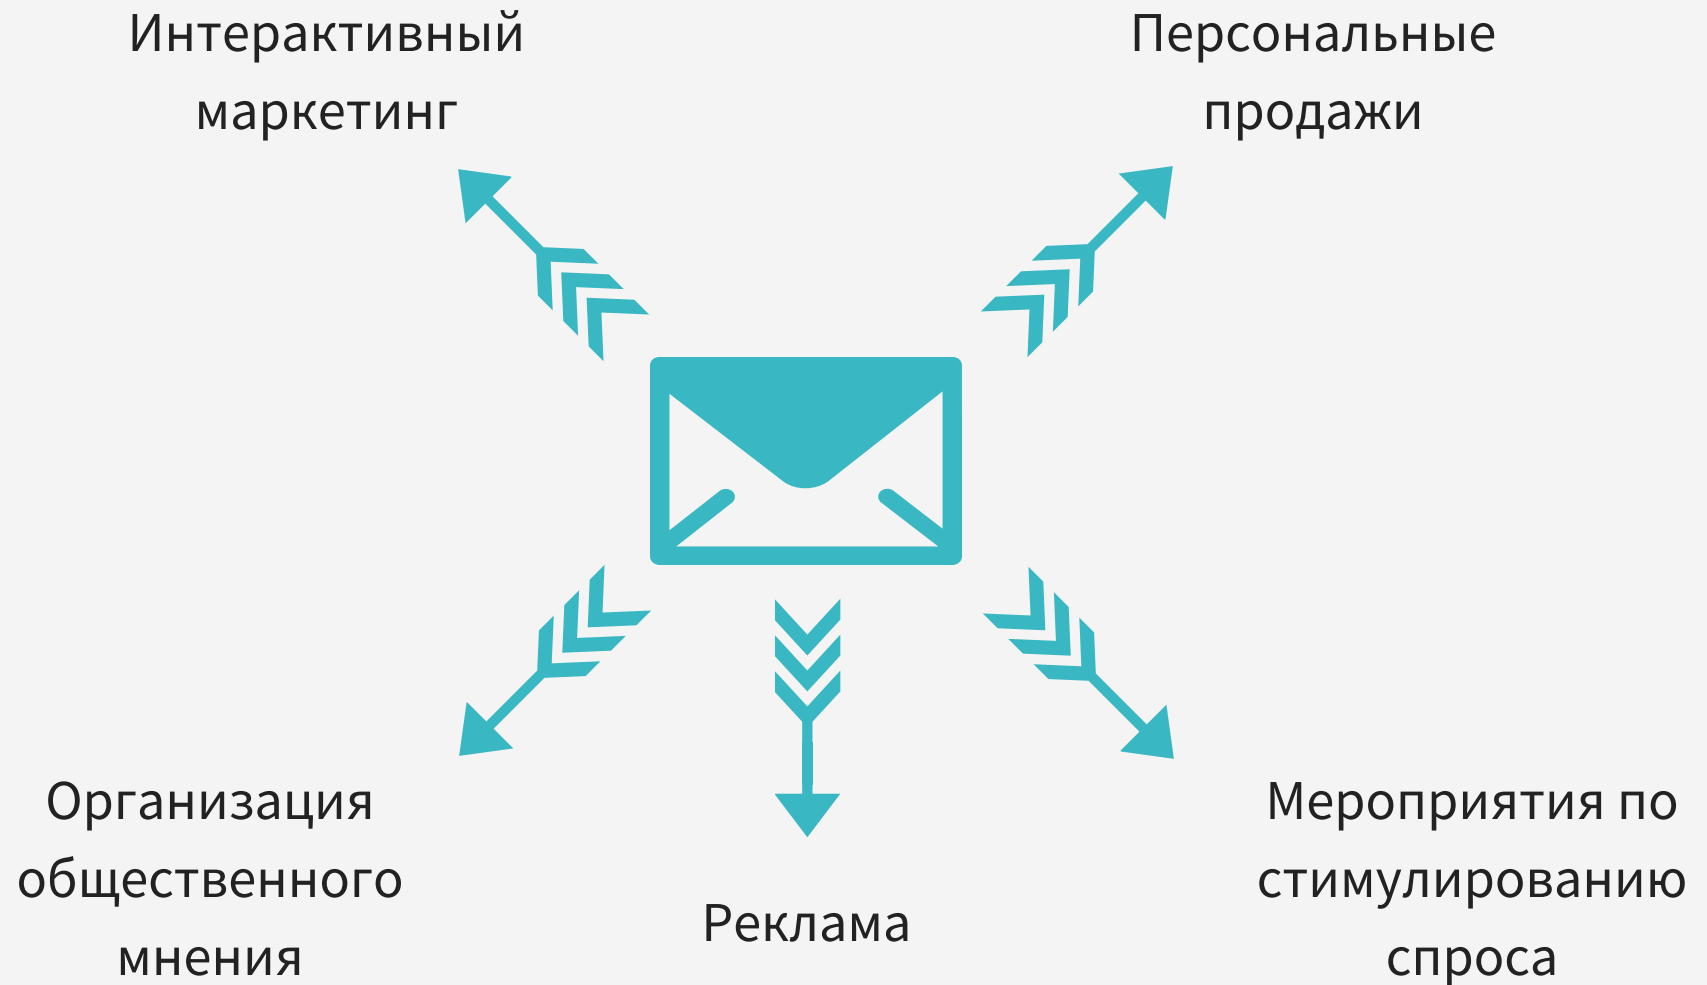 Интерактивный
маркетинг
Персональные
продажи
Организация
общественного
мнения
Реклама
Мероприятия по
стимулированию
спроса